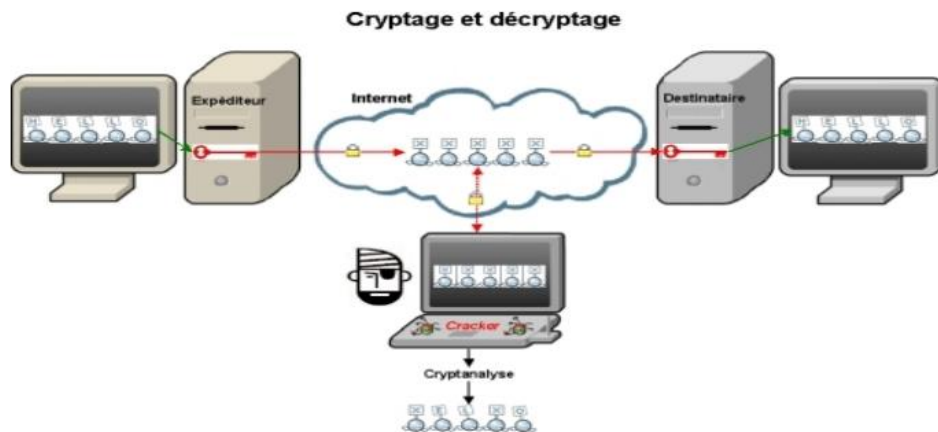 Cryptage et décryptage
Expéditeur
Internet
Destinataire
H E L L O
X X X X X
H E L L O
X X X X X
Cracker
Cryptanalyse
X E L X O